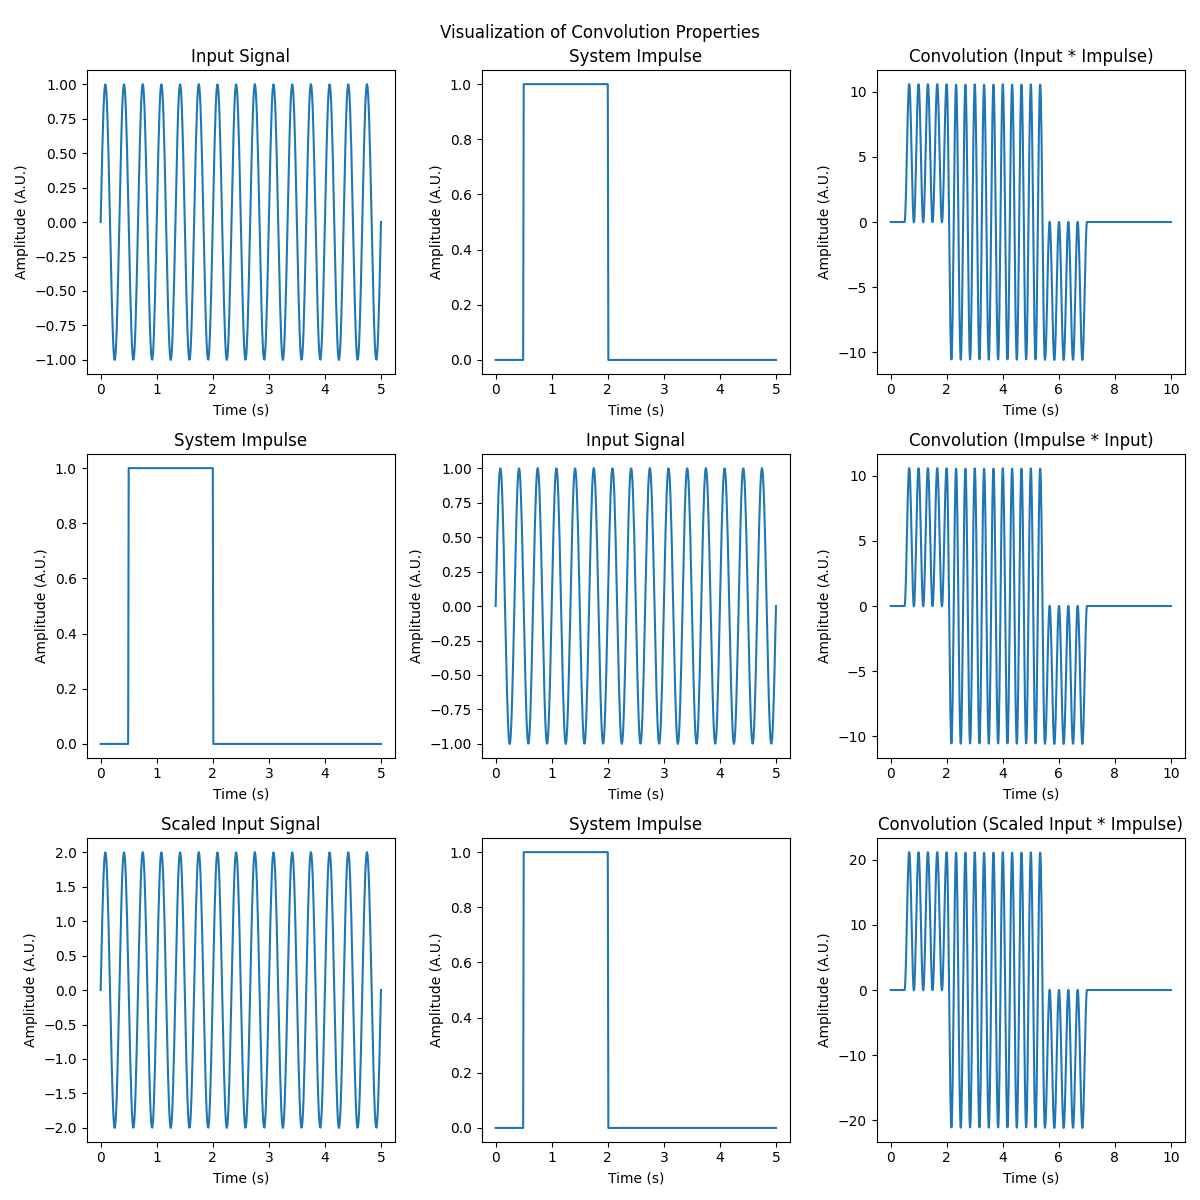 Visualization of Convolution Properties
Input Signal
1.00
0.75
0.50
0.25
0.00
−0.25
−0.50
−0.75
−1.00
Amplitude (A.U.)
0 1 2 3 4 5
Time (s)
System Impulse
1.0
0.8
0.6
0.4
0.2
0.0
Amplitude (A.U.)
0 1 2 3 4 5
Time (s)
Convolution (Input * Impulse)
10
5
0
−5
−10
Amplitude (A.U.)
0 2 4 6 8 10
Time (s)
System Impulse
1.0
0.8
0.6
0.4
0.2
0.0
Amplitude (A.U.)
0 1 2 3 4 5
Time (s)
Input Signal
1.00
0.75
0.50
0.25
0.00
−0.25
−0.50
−0.75
−1.00
Amplitude (A.U.)
0 1 2 3 4 5
Time (s)
Convolution (Impulse * Input)
10
5
0
−5
−10
Amplitude (A.U.)
0 2 4 6 8 10
Time (s)
Scaled Input Signal
2.0
1.5
1.0
0.5
0.0
−0.5
−1.0
−1.5
−2.0
Amplitude (A.U.)
0 1 2 3 4 5
Time (s)
System Impulse
1.0
0.8
0.6
0.4
0.2
0.0
Amplitude (A.U.)
0 1 2 3 4 5
Time (s)
Convolution (Scaled Input * Impulse)
20
10
0
−10
−20
Amplitude (A.U.)
0 2 4 6 8 10
Time (s)